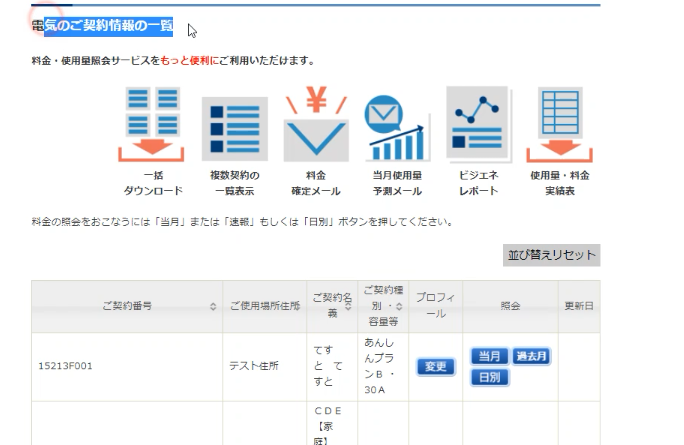 電気のご契約情報の一覧
料金・使用量照会サービスをもっと便利にご利用いただけます。
一括
ダウンロード
複数契約の
一覧表示
料金
確定メール
当月使用量
予測メール
ビジエネ
レポート
使用量・料金
実績表
料金の照会をおこなうには「当月」または「速報」もしくは「日別」ボタンを押してください。
並び替えリセット
ご契約番号
ご使用場所住所
ご契約名
義
ご契約種
別 ・
容量等
プロフィ
ール
照会
更新日
15213F001
テスト住所
てす
と て
すと
あんし
んプラ
ンＢ ・
30Ａ
変更
当月 過去月
日別
ＣＤＥ
【家
庭】